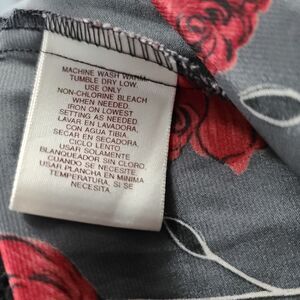 MACHINE WASH WARM.
TUMBLE DRY LOW.
USE ONLY
NON-CHLORINE BLEACH
WHEN NEEDED.
IRON ON LOWEST
SETTING AS NEEDED.
LAVAR EN LAVADORA,
CON AGUA TIBIA.
SECAR EN SECADORA,
CICLO LENTO.
USAR SOLAMENTE
BLANQUEADOR SIN CLORO,
CUANDO SE NECESITE.
USAR PLANCHA EN MINIMA
TEMPERATURA, SI SE
NECESITA.